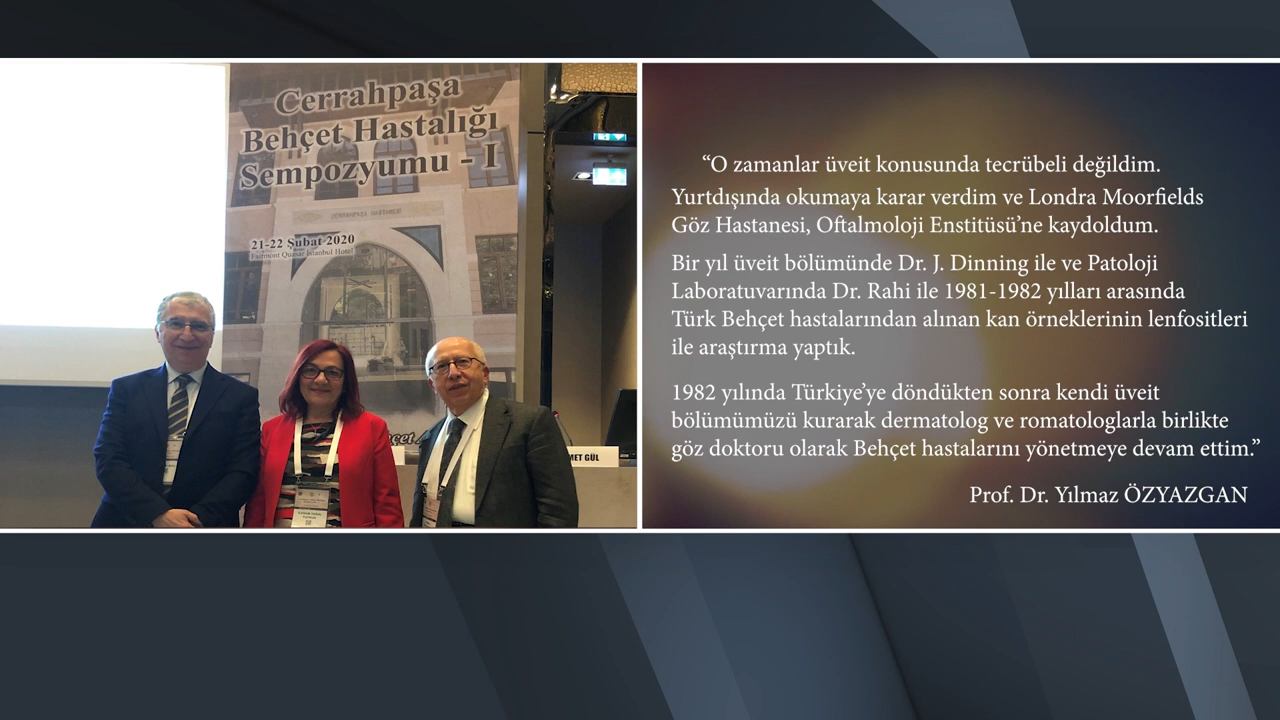 Cerrahpaşa
Behçet Hastalığı
Sempozyumu - I
CERRAHPAŞA HASTANESİ
21-22 Şubat 2020
Fairmont Quasar İstanbul Hotel
MET GÜL
“O zamanlar üveit konusunda tecrübeli değildim.
Yurtdışında okumaya karar verdim ve Londra Moorfields
Göz Hastanesi, Oftalmoloji Enstitüsü’ne kaydoldum.
Bir yıl üveit bölümünde Dr. J. Dinning ile ve Patoloji
Laboratuvarında Dr. Rahi ile 1981-1982 yılları arasında
Türk Behçet hastalarından alınan kan örneklerinin lenfositleri
ile araştırma yaptık.
1982 yılında Türkiye’ye döndükten sonra kendi üveit
bölümümüzü kurarak dermatolog ve romatologlarla birlikte
göz doktoru olarak Behçet hastalarını yönetmeye devam ettim.”
Prof. Dr. Yılmaz ÖZYAZGAN